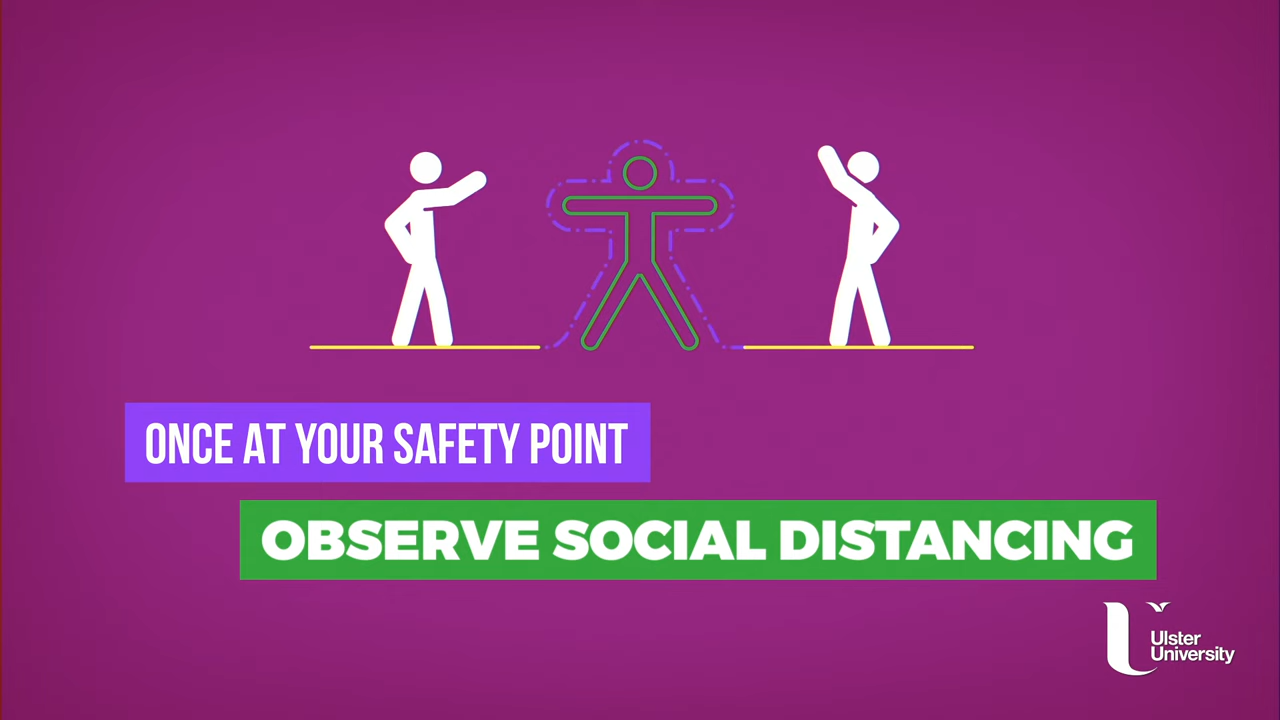 ONCE AT YOUR SAFETY POINT
OBSERVE SOCIAL DISTANCING
Ulster
University